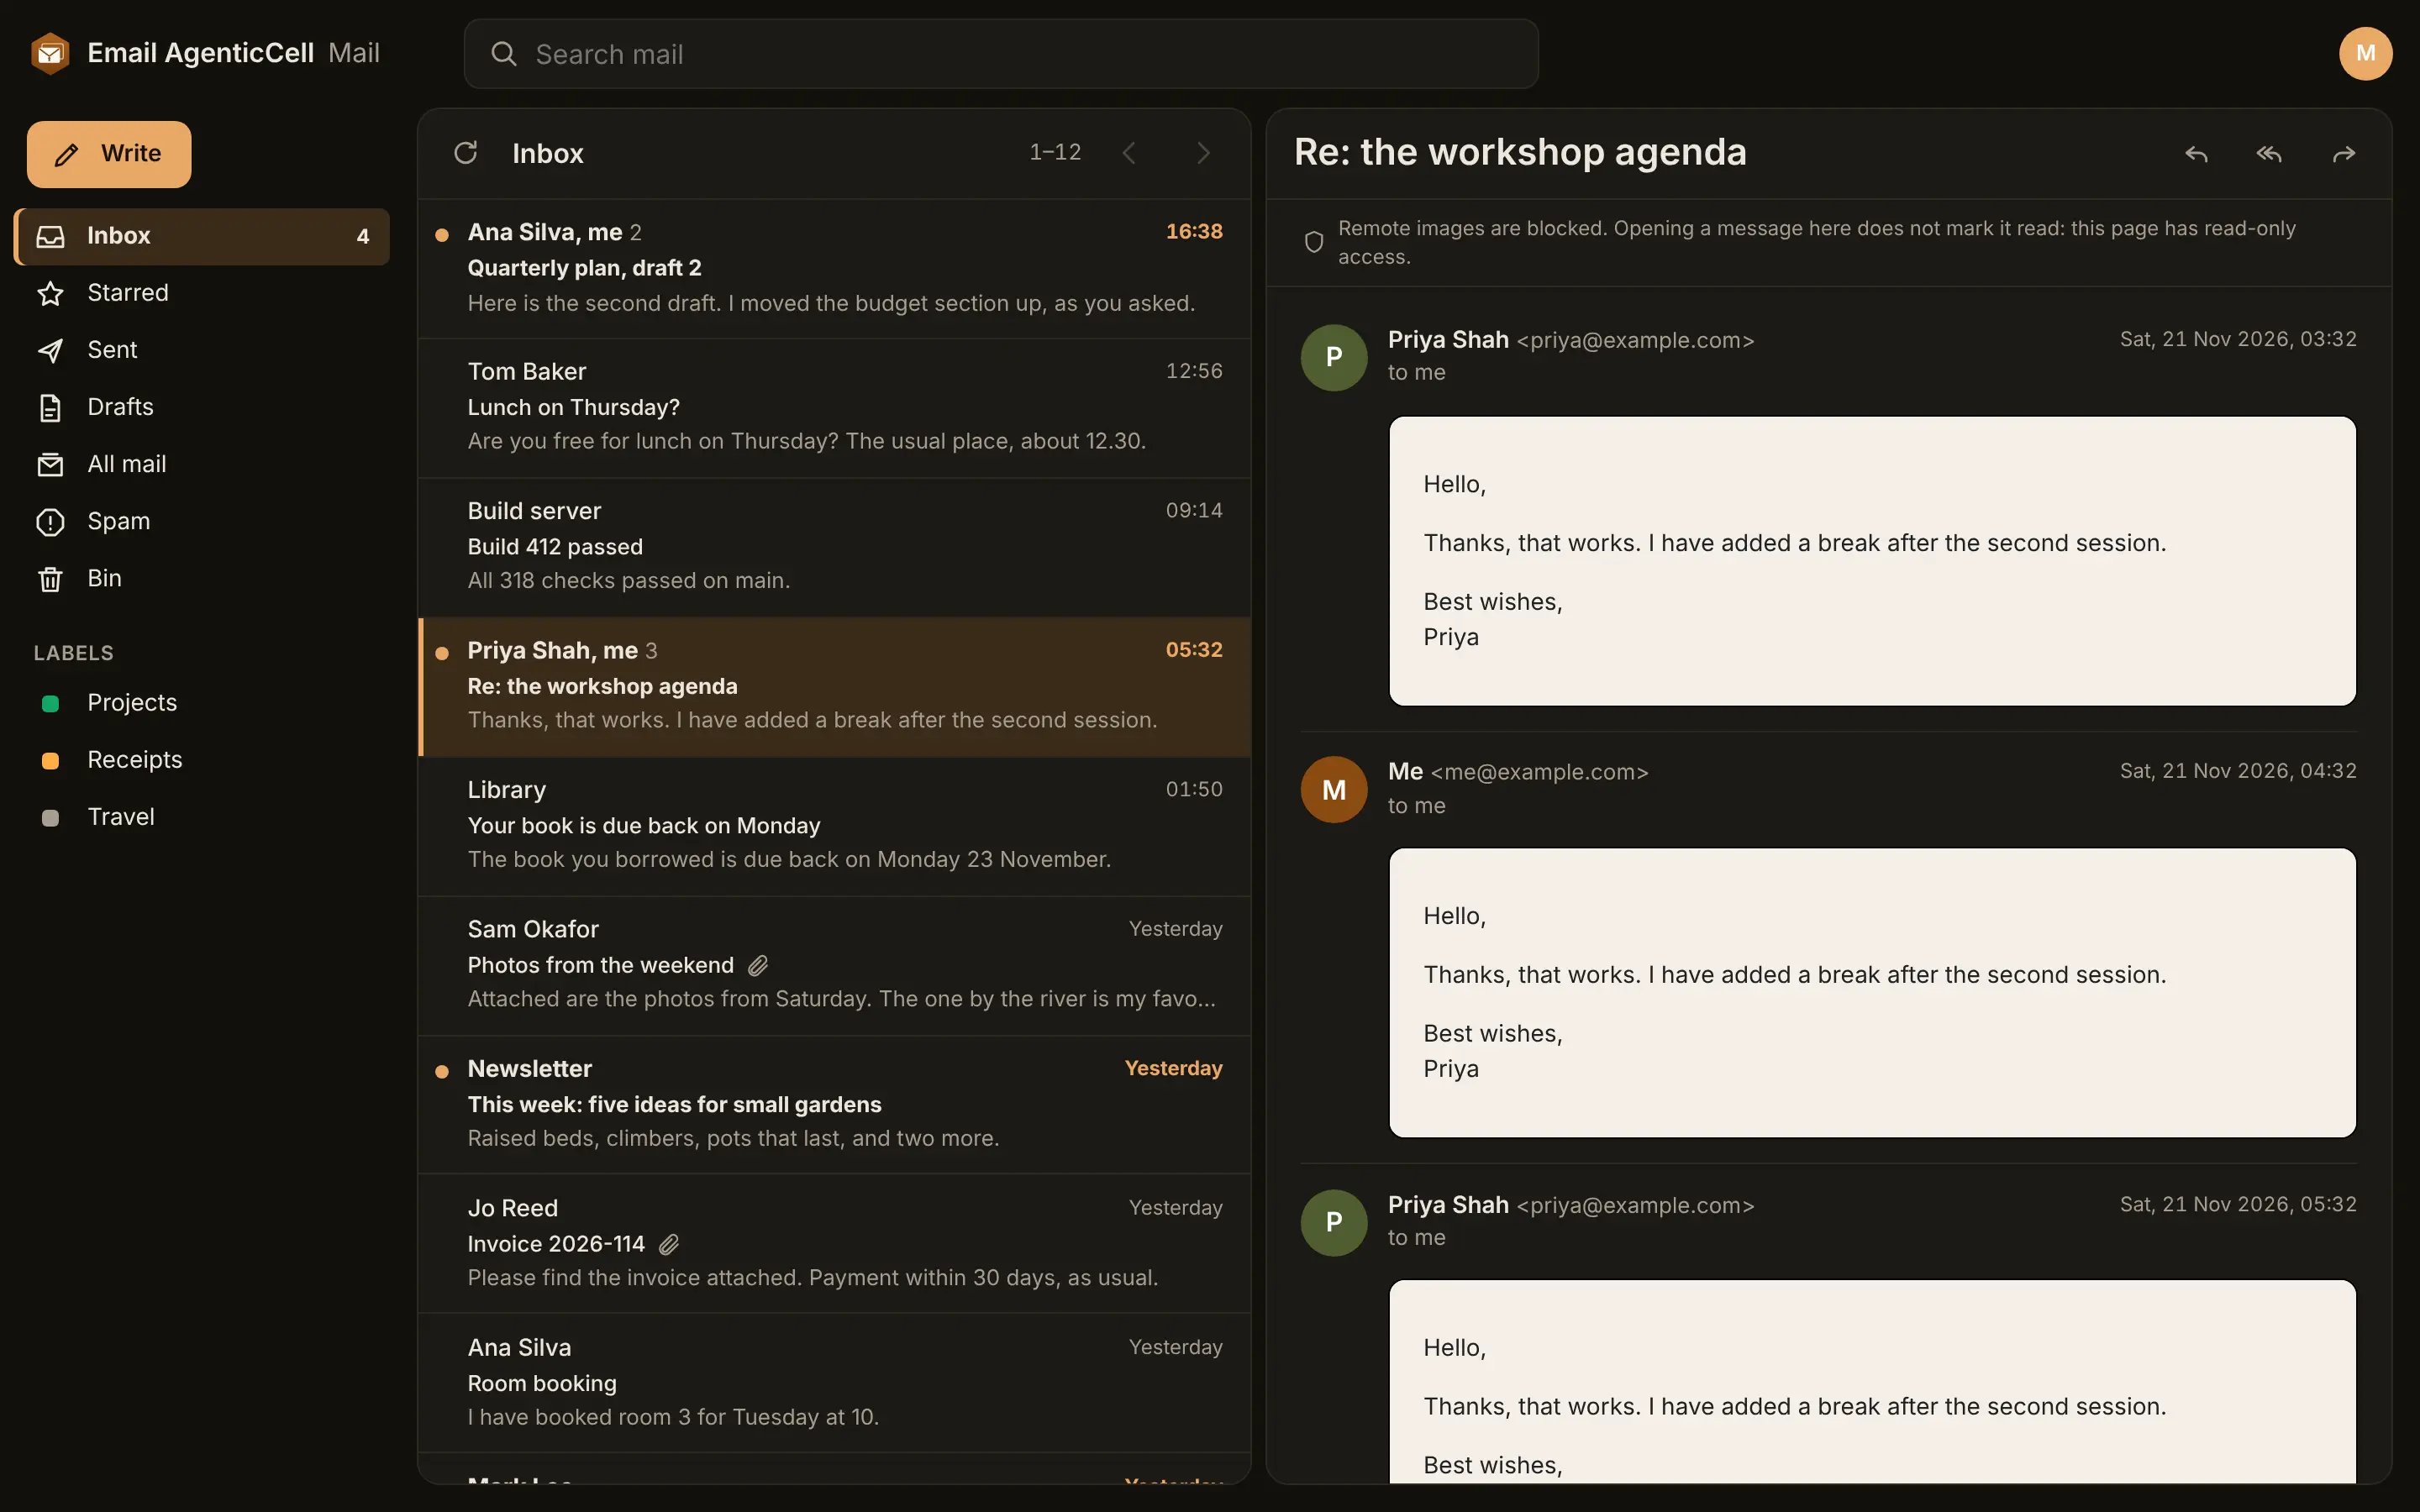 Email AgenticCell Mail
Search mail
M
Write
Inbox 4
Starred
Sent
Drafts
All mail
Spam
Bin
LABELS
Projects
Receipts
Travel
Inbox 1–12
Ana Silva, me 2 16:38
Quarterly plan, draft 2
Here is the second draft. I moved the budget section up, as you asked.
Tom Baker 12:56
Lunch on Thursday?
Are you free for lunch on Thursday? The usual place, about 12.30.
Build server 09:14
Build 412 passed
All 318 checks passed on main.
Priya Shah, me 3 05:32
Re: the workshop agenda
Thanks, that works. I have added a break after the second session.
Library 01:50
Your book is due back on Monday
The book you borrowed is due back on Monday 23 November.
Sam Okafor Yesterday
Photos from the weekend
Attached are the photos from Saturday. The one by the river is my favo...
Newsletter Yesterday
This week: five ideas for small gardens
Raised beds, climbers, pots that last, and two more.
Jo Reed Yesterday
Invoice 2026-114
Please find the invoice attached. Payment within 30 days, as usual.
Ana Silva Yesterday
Room booking
I have booked room 3 for Tuesday at 10.
Yesterday
Re: the workshop agenda
Remote images are blocked. Opening a message here does not mark it read: this page has read-only
access.
P
Priya Shah <priya@example.com> Sat, 21 Nov 2026, 03:32
to me
Hello,
Thanks, that works. I have added a break after the second session.
Best wishes,
Priya
M
Me <me@example.com> Sat, 21 Nov 2026, 04:32
to me
Hello,
Thanks, that works. I have added a break after the second session.
Best wishes,
Priya
P
Priya Shah <priya@example.com> Sat, 21 Nov 2026, 05:32
to me
Hello,
Thanks, that works. I have added a break after the second session.
Best wishes,